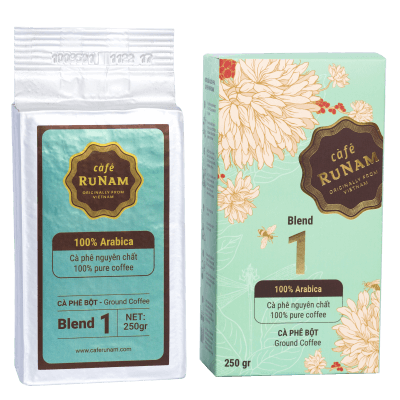 café
RUNAM
ORIGINALLY FROM
VIETNAM
100% Arabica
Cà phê nguyên chất
100% pure coffee
CÀ PHÊ BỘT - Ground Coffee
Blend 1
NET:
250gr
www.caferunam.com
café
RUNAM
ORIGINALLY FROM
VIETNAM
Blend
1
100% Arabica
Cà phê nguyên chất
100% pure coffee
CÀ PHÊ BỘT
Ground Coffee
250 gr